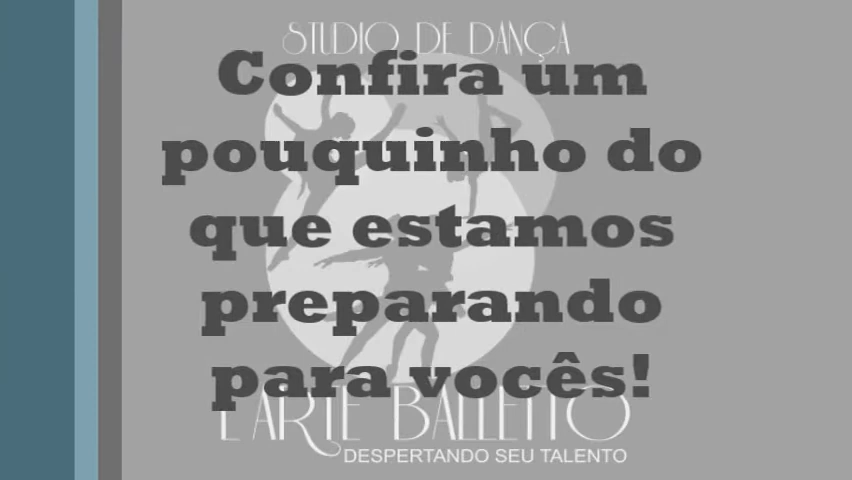 STUDIO DE DANÇA
Confira um
pouquinho do
que estamos
preparando
para vocês!
L'ARTE BALLETTO
DESPERTANDO SEU TALENTO